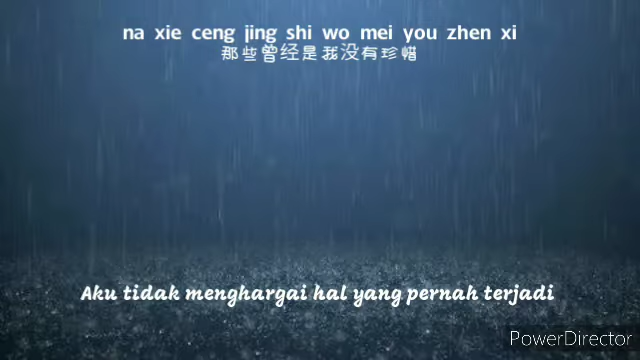 na xie ceng jing shi wo mei you zhen xi
那些曾经是我没有珍惜
Aku tidak menghargai hal yang pernah terjadi
PowerDirector